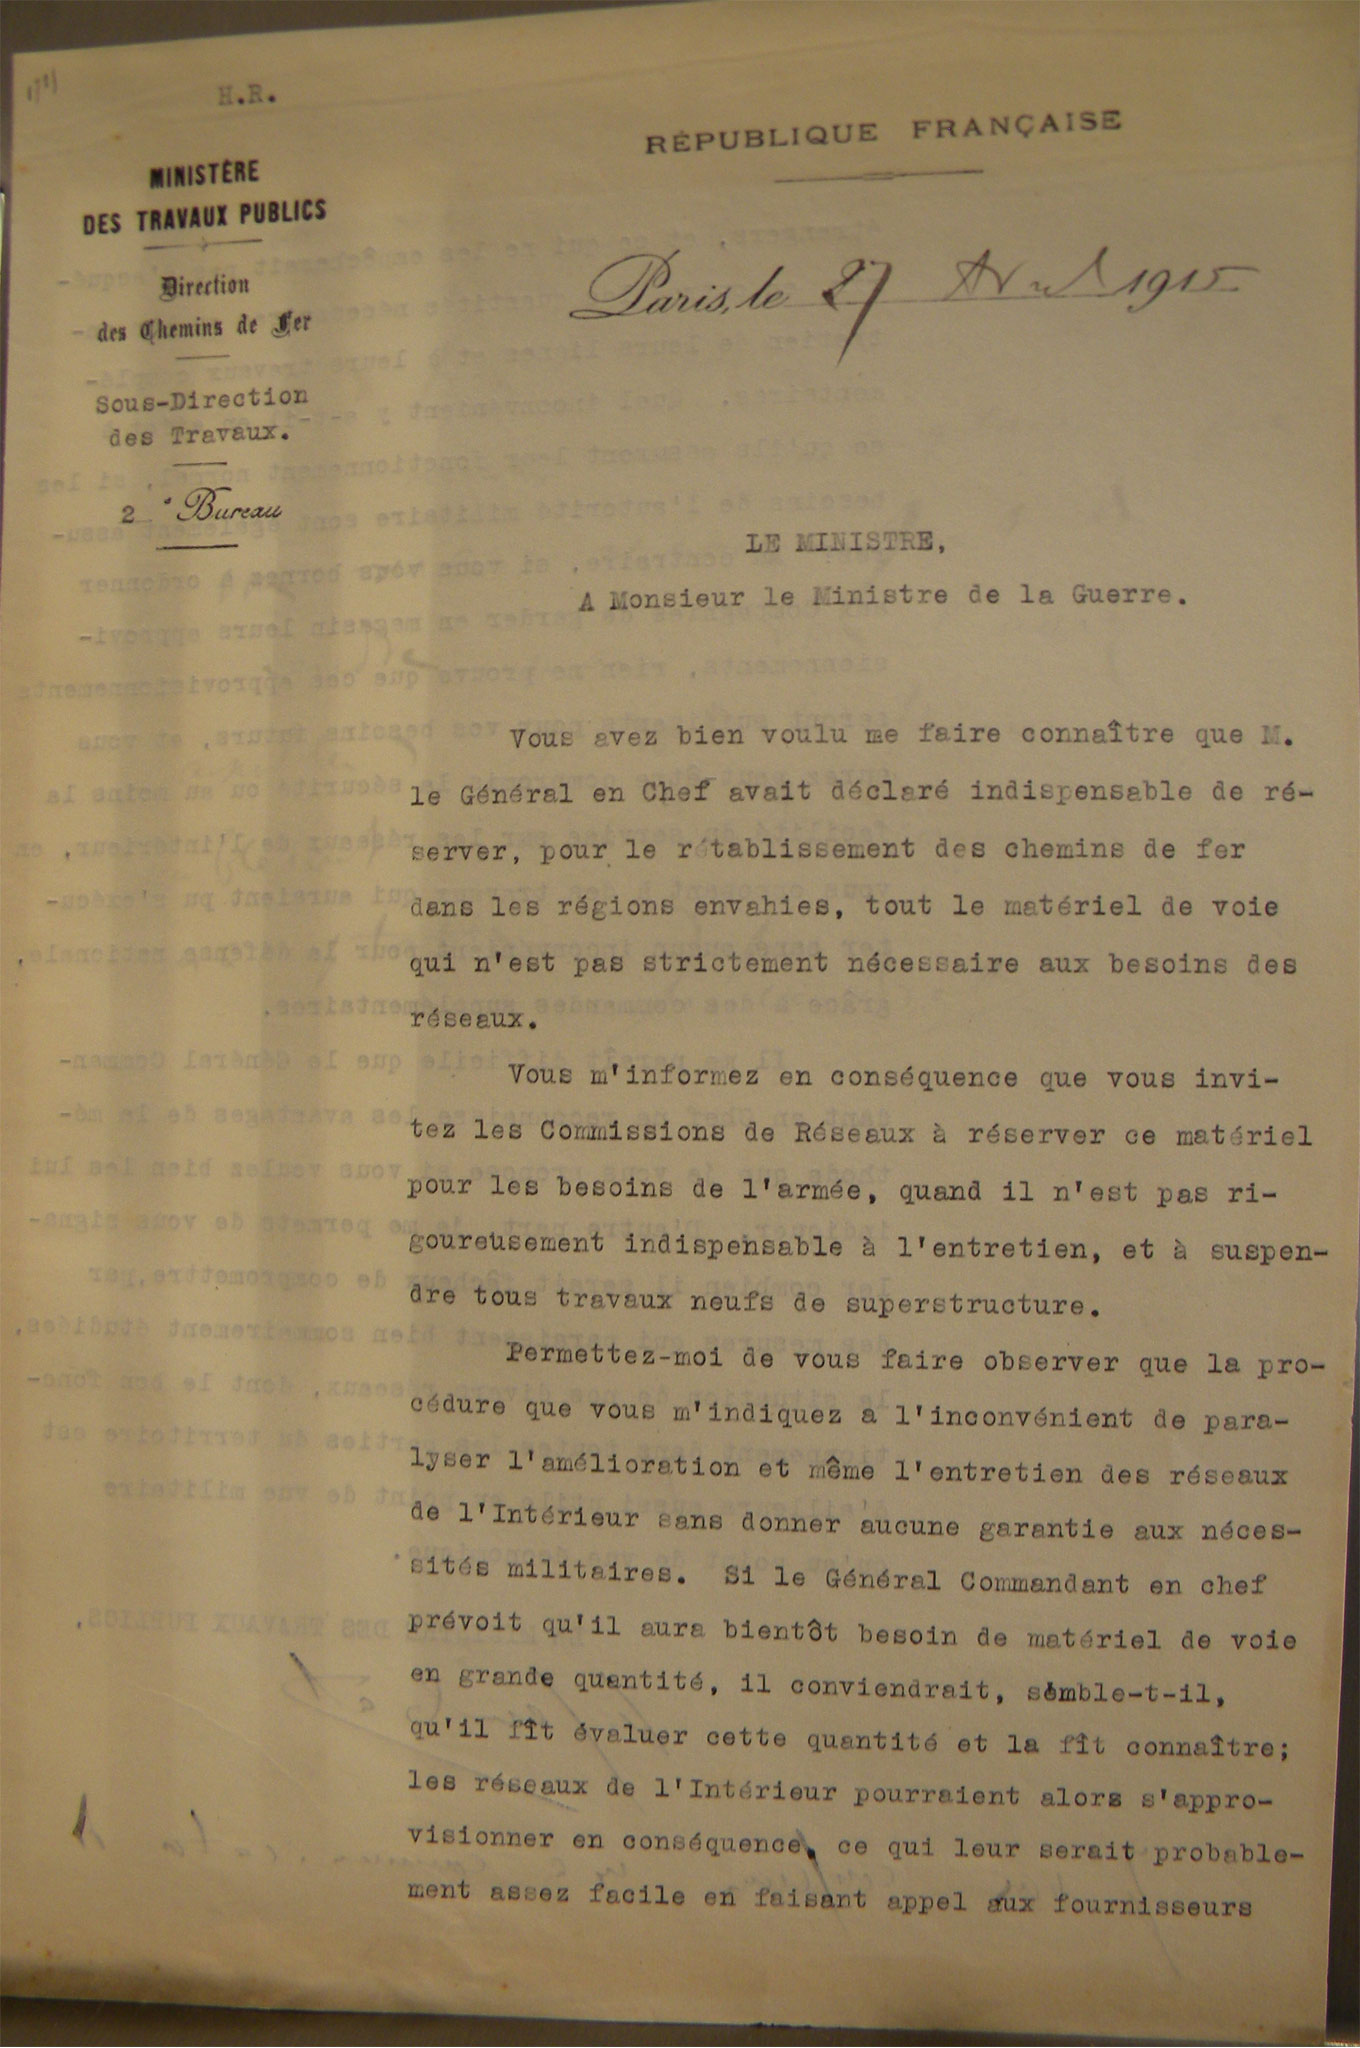 H.R.
RÉPUBLIQUE FRANÇAISE
MINISTÈRE
DES TRAVAUX PUBLICS
Direction
des Chemins de Fer
Sous-Direction
des Travaux.
2e Bureau
Paris, le 27 Avril 1915
LE MINISTRE,
A Monsieur le Ministre de la Guerre.
Vous avez bien voulu me faire connaître que M.
le Général en Chef avait déclaré indispensable de ré-
server, pour le rétablissement des chemins de fer
dans les régions envahies, tout le matériel de voie
qui n'est pas strictement nécessaire aux besoins des
réseaux.
Vous m'informez en conséquence que vous invi-
tez les Commissions de Réseaux à réserver ce matériel
pour les besoins de l'armée, quand il n'est pas ri-
goureusement indispensable à l'entretien, et à suspen-
dre tous travaux neufs de superstructure.
Permettez-moi de vous faire observer que la pro-
cédure que vous m'indiquez a l'inconvénient de para-
lyser l'amélioration et même l'entretien des réseaux
de l'Intérieur sans donner aucune garantie aux néces-
sités militaires. Si le Général Commandant en chef
prévoit qu'il aura bientôt besoin de matériel de voie
en grande quantité, il conviendrait, semble-t-il,
qu'il fît évaluer cette quantité et la fît connaître;
les réseaux de l'Intérieur pourraient alors s'appro-
visionner en conséquence, ce qui leur serait probable-
ment assez facile en faisant appel aux fournisseurs